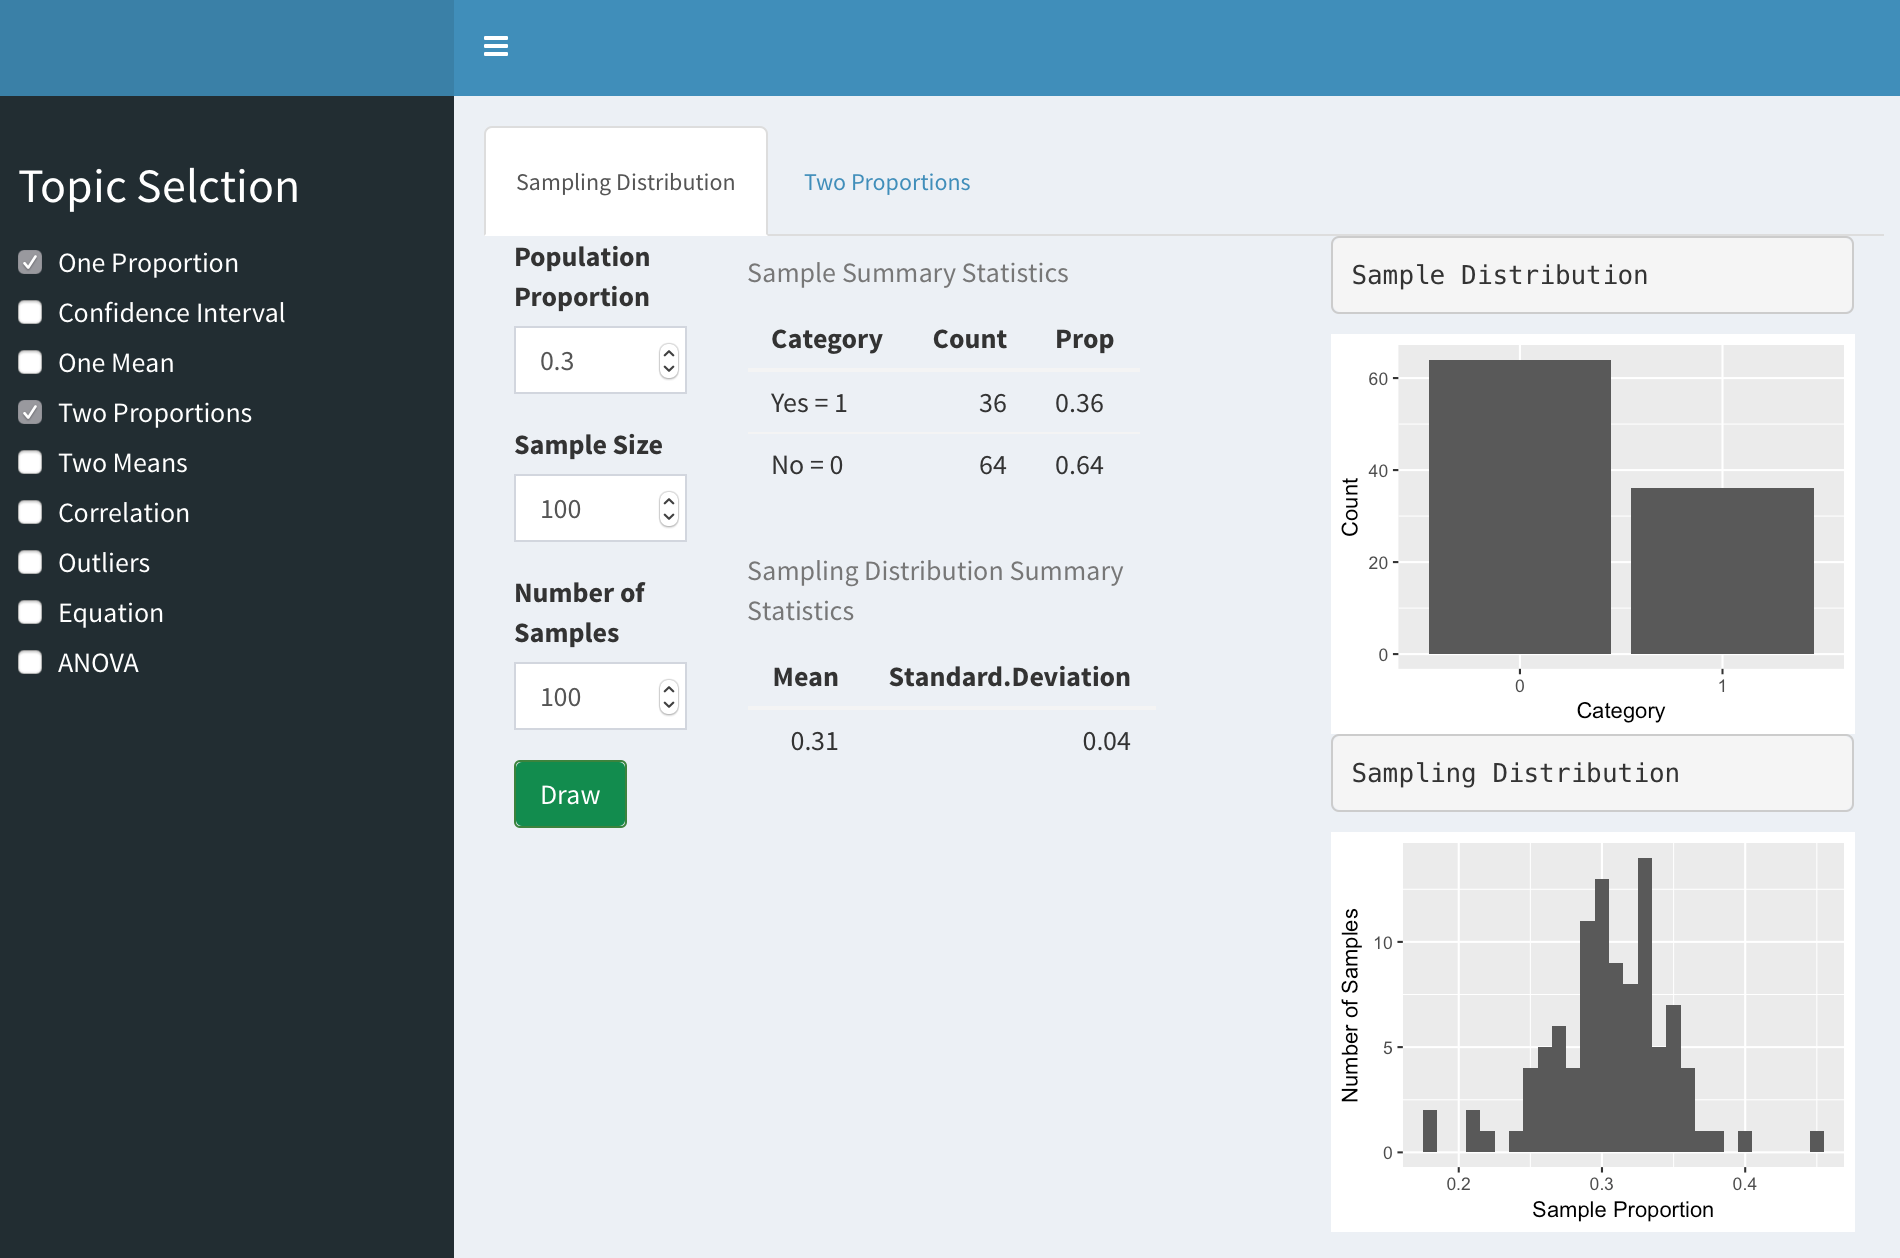 Topic Selction
One Proportion
Confidence Interval
One Mean
Two Proportions
Two Means
Correlation
Outliers
Equation
ANOVA
Sampling Distribution
Two Proportions
Population
Proportion
0.3
Sample Size
100
Number of
Samples
100
Draw
Sample Summary Statistics
Category Count Prop
Yes = 1 36 0.36
No = 0 64 0.64
Sampling Distribution Summary
Statistics
Mean Standard.Deviation
0.31 0.04
Sample Distribution
Count
60
40
20
0
0 1
Category
Sampling Distribution
Number of Samples
10
5
0
0.2 0.3 0.4
Sample Proportion